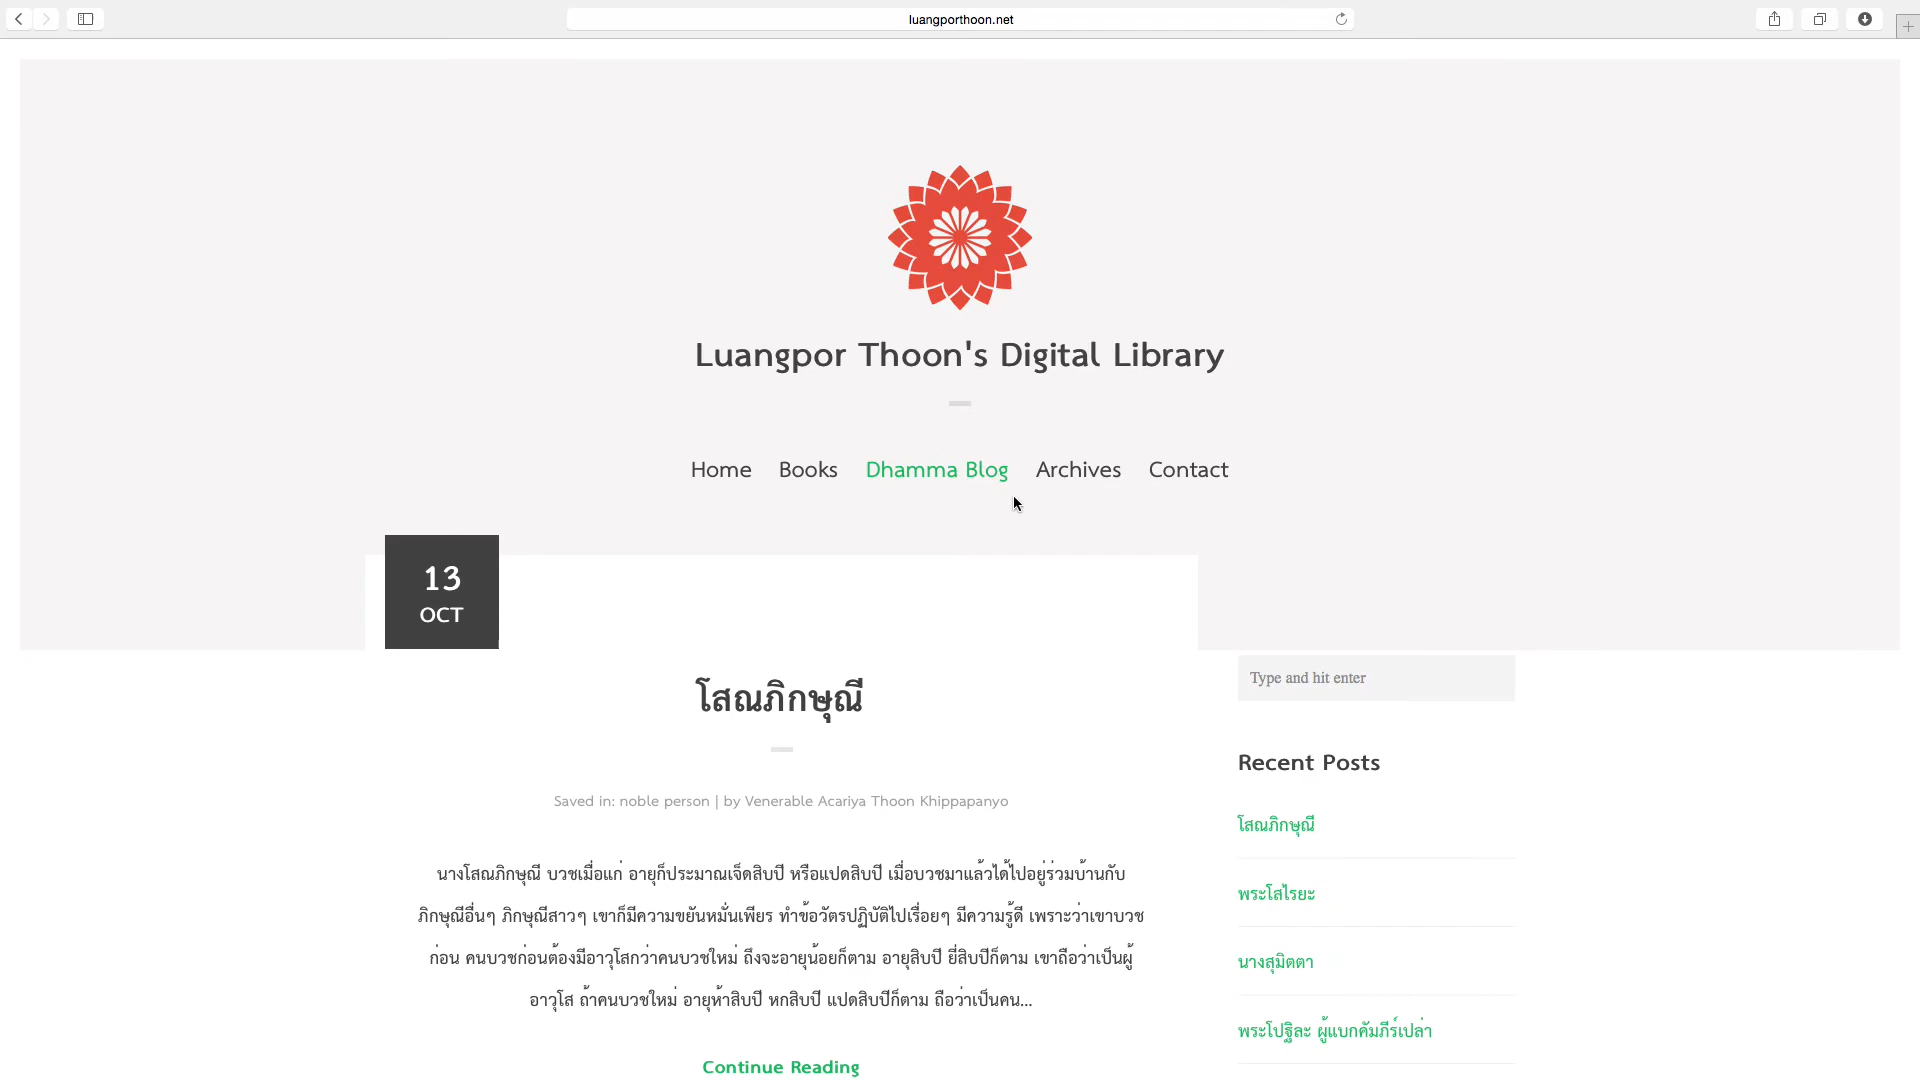 luangporthoon.net
Luangpor Thoon's Digital Library
Home Books Dhamma Blog Archives Contact
13
OCT
โสณภิกษุณี
Saved in: noble person | by Venerable Acariya Thoon Khippapanyo
นางโสณภิกษุณี บวชเมื่อแก่ อายุก็ประมาณเจ็ดสิบปี หรือแปดสิบปี เมื่อบวชมาแล้วได้ไปอยู่ร่วมบ้านกับ
ภิกษุณีอื่นๆ ภิกษุณีสาวๆ เขาก็มีความขยันหมั่นเพียร ทำข้อวัตรปฏิบัติไปเรื่อยๆ มีความรู้ดี เพราะว่าเขาบวช
ก่อน คนบวชก่อนต้องมีอาวุโสกว่าคนบวชใหม่ ถึงจะอายุน้อยก็ตาม อายุสิบปี ยี่สิบปีก็ตาม เขาถือว่าเป็นผู้
อาวุโส ถ้าคนบวชใหม่ อายุห้าสิบปี หกสิบปี แปดสิบปีก็ตาม ถือว่าเป็นคน...
Continue Reading
Type and hit enter
Recent Posts
โสณภิกษุณี
พระโสไรยะ
นางสุมิตตา
พระโปฐิละ ผู้แบกคัมภีร์เปล่า